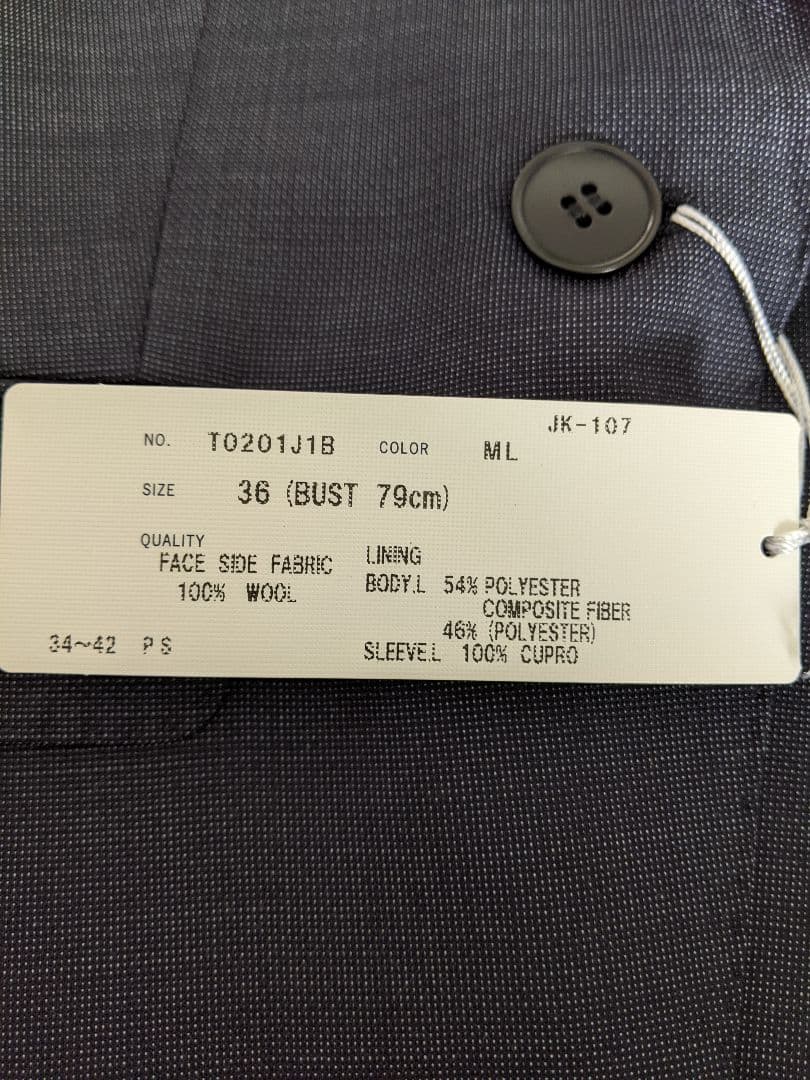 JK-107
NO. T0201J1B COLOR ML
SIZE 36 (BUST 79cm)
QUALITY
FACE SIDE FABRIC
100% WOOL
LINING
BODY.L 54% POLYESTER
COMPOSITE FIBER
46% (POLYESTER)
SLEEVE.L 100% CUPRO
34~42 PS